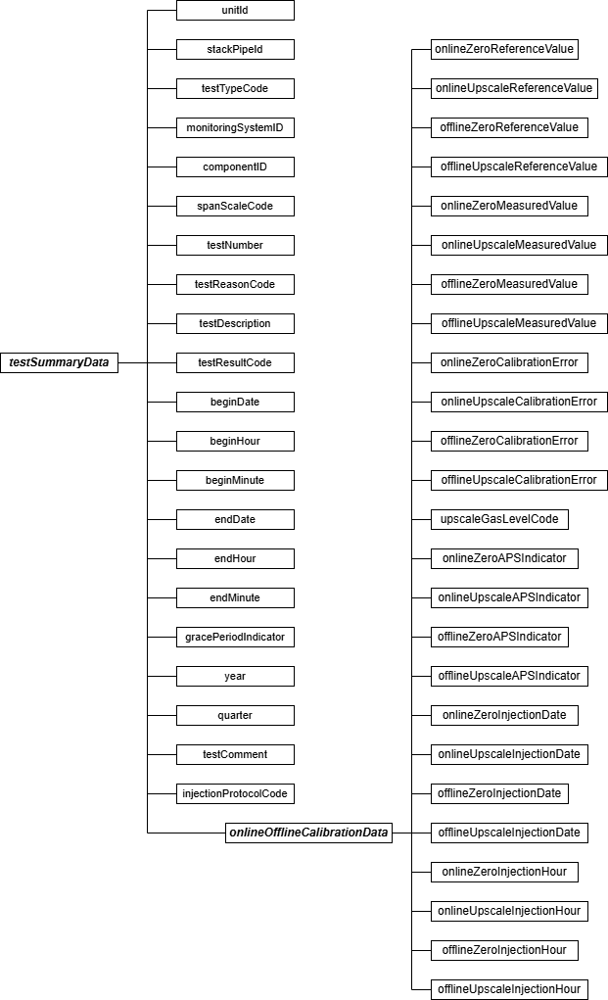 testSummaryData
unitId
stackPipeId
testTypeCode
monitoringSystemID
componentID
spanScaleCode
testNumber
testReasonCode
testDescription
testResultCode
beginDate
beginHour
beginMinute
endDate
endHour
endMinute
gracePeriodIndicator
year
quarter
testComment
injectionProtocolCode
onlineOfflineCalibrationData
onlineZeroReferenceValue
onlineUpscaleReferenceValue
offlineZeroReferenceValue
offlineUpscaleReferenceValue
onlineZeroMeasuredValue
onlineUpscaleMeasuredValue
offlineZeroMeasuredValue
offlineUpscaleMeasuredValue
onlineZeroCalibrationError
onlineUpscaleCalibrationError
offlineZeroCalibrationError
offlineUpscaleCalibrationError
upscaleGasLevelCode
onlineZeroAPSIndicator
onlineUpscaleAPSIndicator
offlineZeroAPSIndicator
offlineUpscaleAPSIndicator
onlineZeroInjectionDate
onlineUpscaleInjectionDate
offlineZeroInjectionDate
offlineUpscaleInjectionDate
onlineZeroInjectionHour
onlineUpscaleInjectionHour
offlineZeroInjectionHour
offlineUpscaleInjectionHour